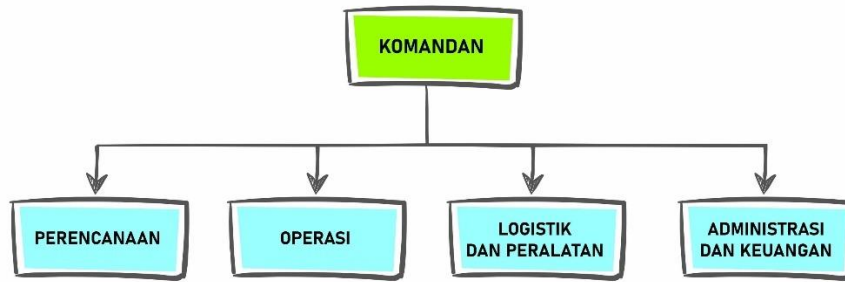 KOMANDAN
PERENCANAAN
OPERASI
LOGISTIK
DAN PERALATAN
ADMINISTRASI
DAN KEUANGAN